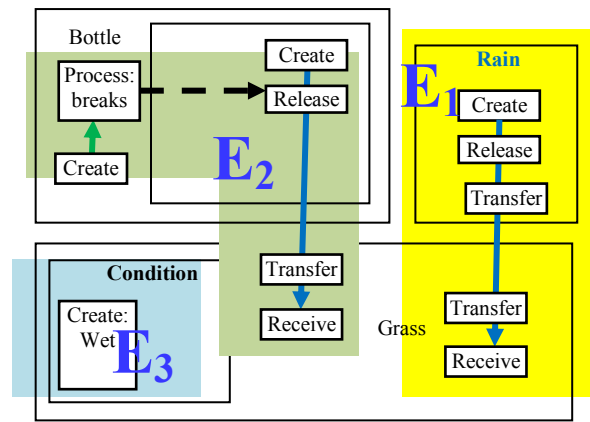 Bottle
Process:
breaks
Create
Create
Release
E2
Rain
E1
Create
Release
Transfer
Condition
Create:
Wet
E3
Transfer
Receive
Grass
Transfer
Receive